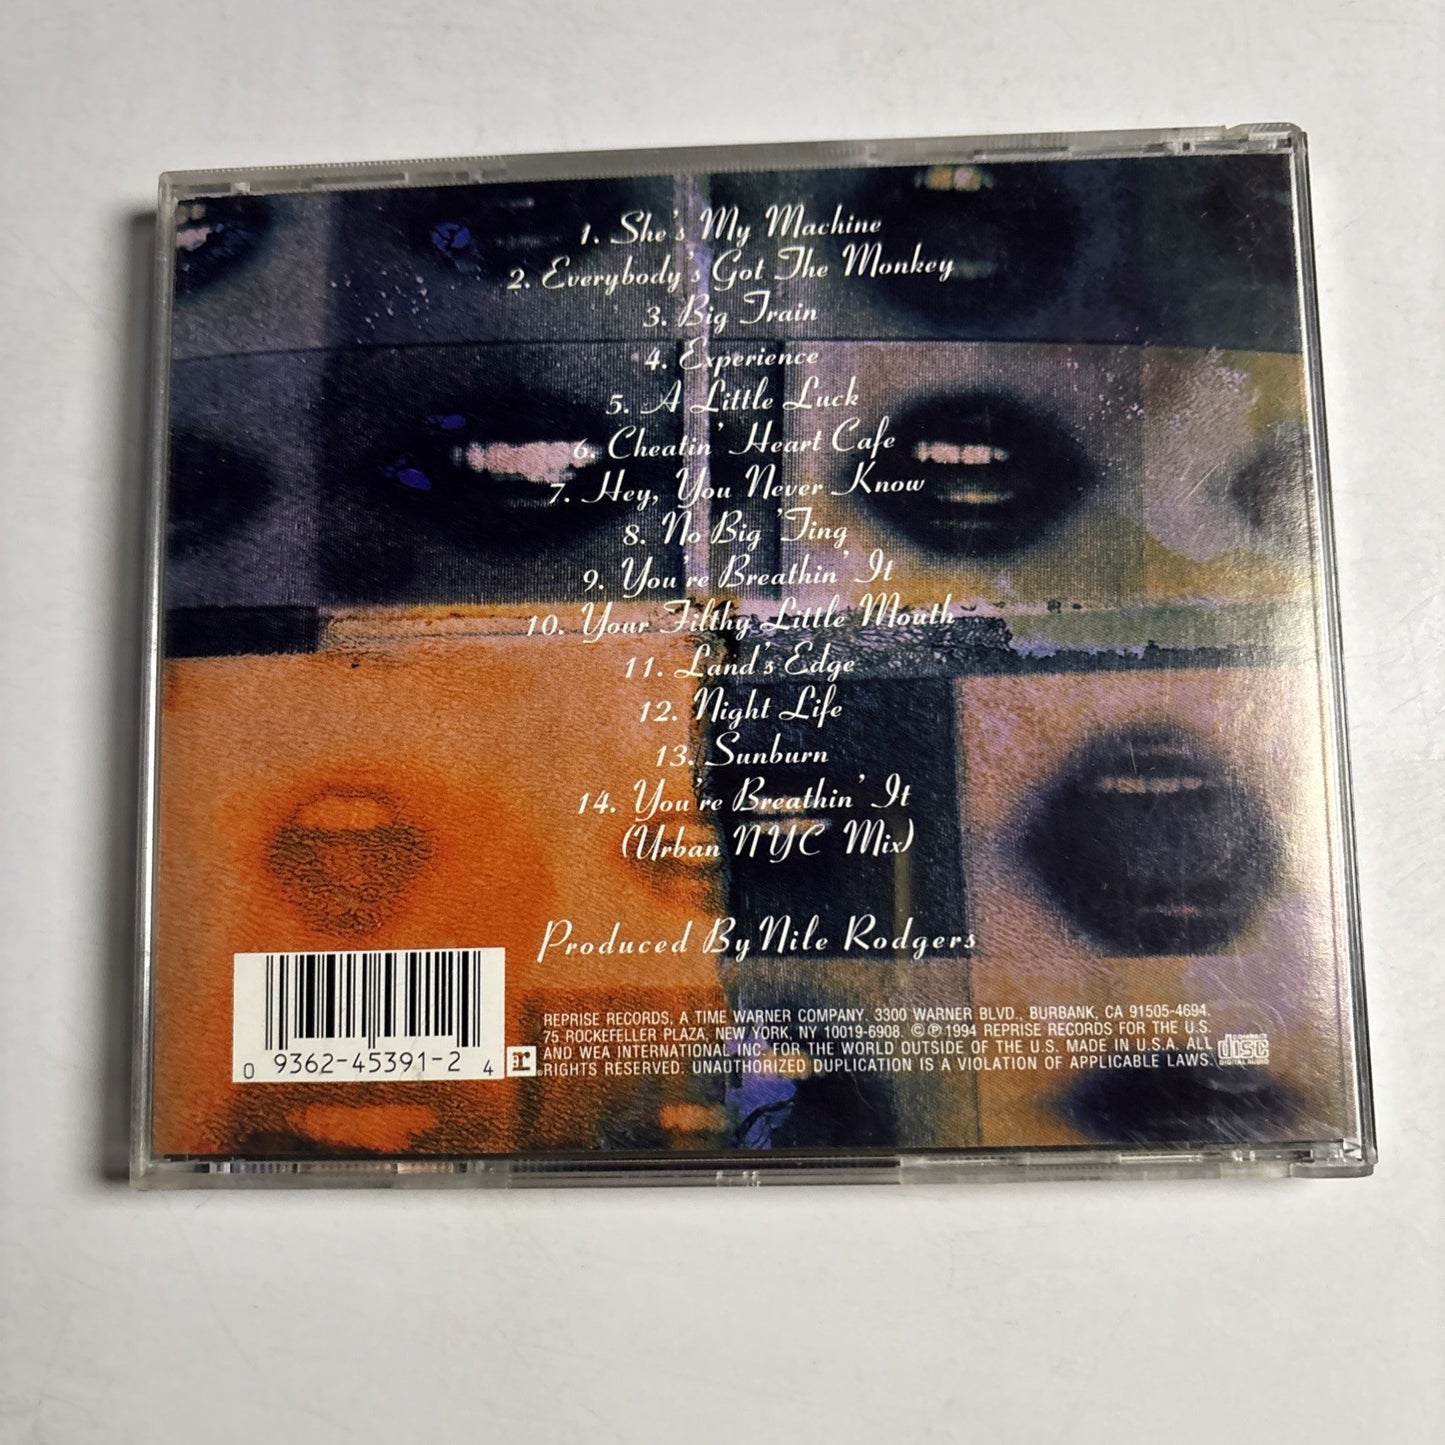 1. She's My Machine
2. Everybody's Got The Monkey
3. Big Train
4. Experience
5. A Little Luck
6. Cheatin' Heart Cafe
7. Hey, You Never Know
8. No Big 'Ting
9. You're Breathin' It
10. Your Filthy Little Mouth
11. Land's Edge
12. Night Life
13. Sunburn
14. You're Breathin' It
(Urban NYC Mix)
Produced By Nile Rodgers
0 9362-45391-2 4
r
REPRISE RECORDS, A TIME WARNER COMPANY. 3300 WARNER BLVD., BURBANK, CA 91505-4694.
75 ROCKEFELLER PLAZA, NEW YORK, NY 10019-6908. ©℗ 1994 REPRISE RECORDS FOR THE U.S.
AND WEA INTERNATIONAL INC. FOR THE WORLD OUTSIDE OF THE U.S. MADE IN U.S.A. ALL
®RIGHTS RESERVED. UNAUTHORIZED DUPLICATION IS A VIOLATION OF APPLICABLE LAWS.
COMPACT
disc
DIGITAL AUDIO